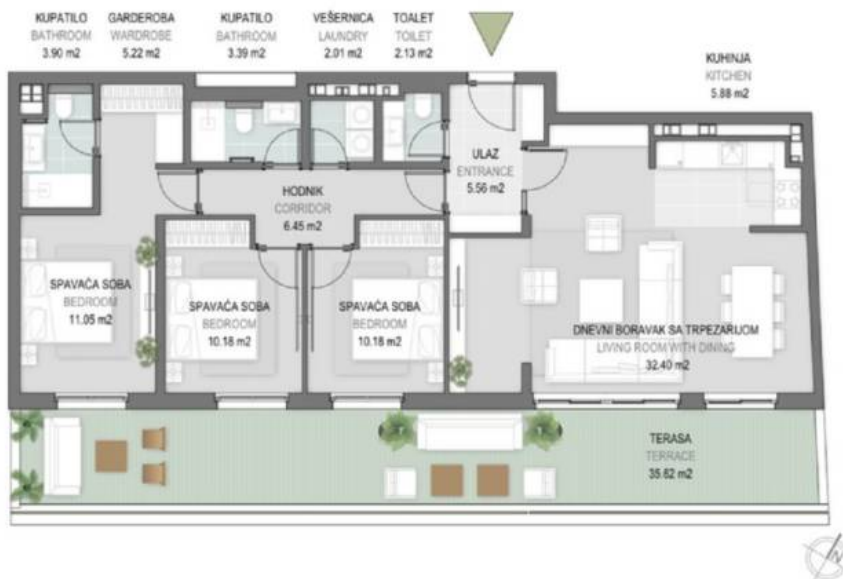 KUPATILO
BATHROOM
3.90 m2
GARDEROBA
WARDROBE
5.22 m2
KUPATILO
BATHROOM
3.39 m2
VEŠERNICA
LAUNDRY
2.01 m2
TOALET
TOILET
2.13 m2
KUHINJA
KITCHEN
5.88 m2
ULAZ
ENTRANCE
5.56 m2
HODNIK
CORRIDOR
6.45 m2
SPAVAĆA SOBA
BEDROOM
11.05 m2
SPAVAĆA SOBA
BEDROOM
10.18 m2
SPAVAĆA SOBA
BEDROOM
10.18 m2
DNEVNI BORAVAK SA TRPEZARIJOM
LIVING ROOM WITH DINING
32.40 m2
TERASA
TERRACE
35.62 m2
N